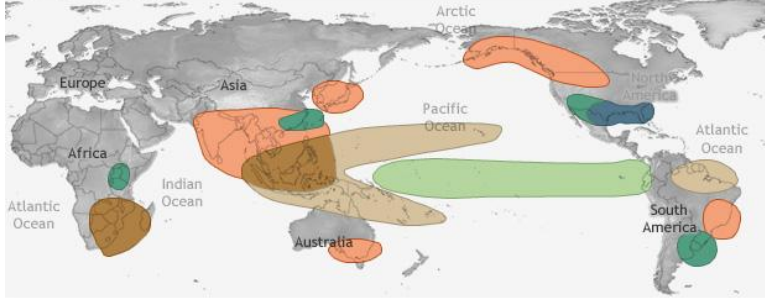 Arctic
Ocean
Europe
Asia
North
America
Pacific
Ocean
Atlantic
Ocean
Africa
Indian
Ocean
Atlantic
Ocean
South
America
Australia